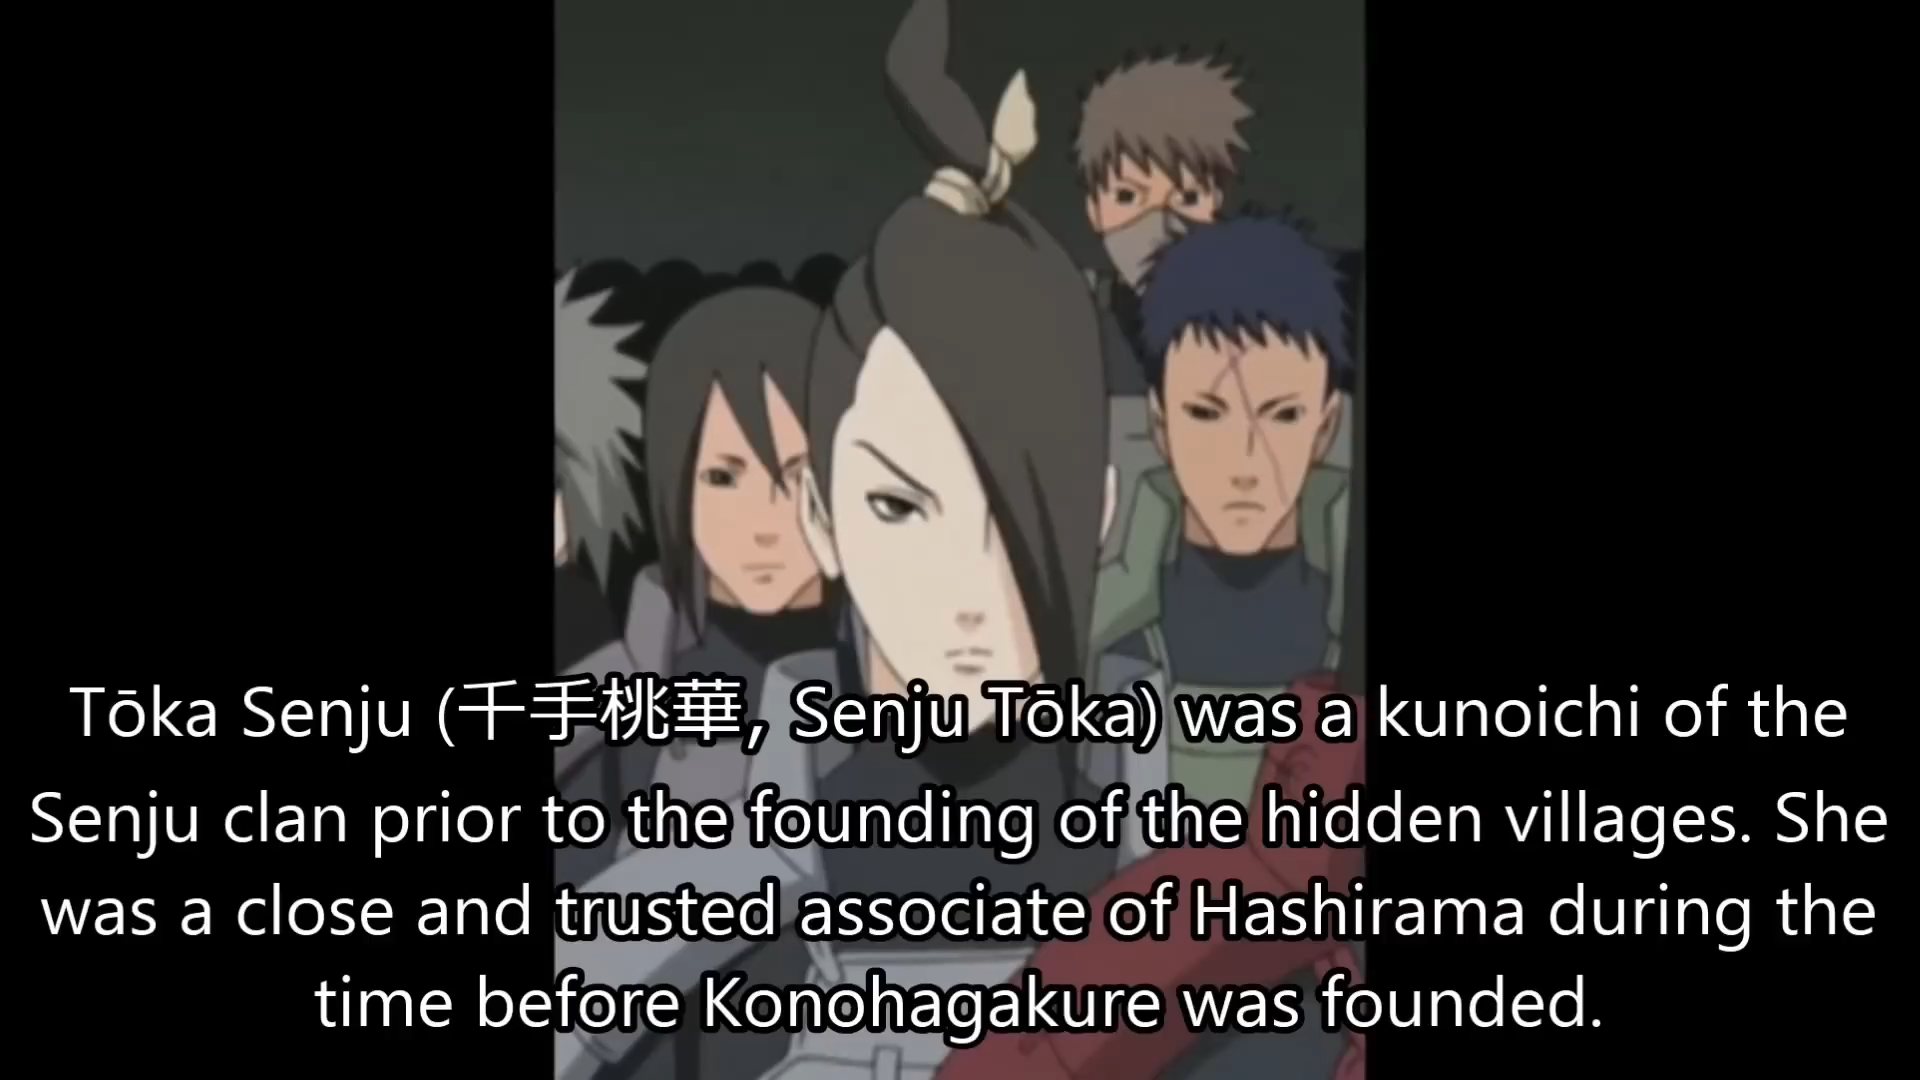 Tōka Senju (千手桃華, Senju Tōka) was a kunoichi of the
Senju clan prior to the founding of the hidden villages. She
was a close and trusted associate of Hashirama during the
time before Konohagakure was founded.